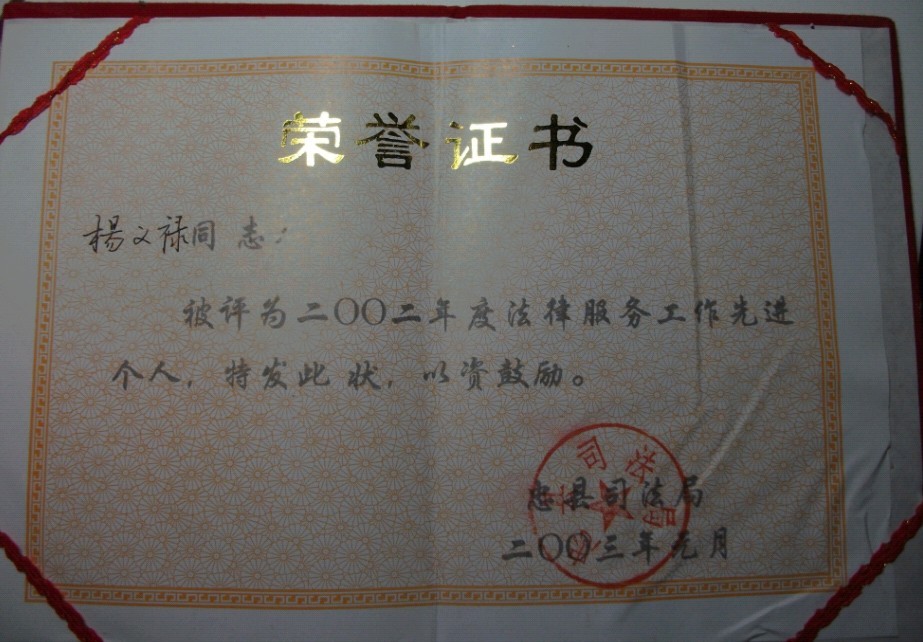 荣誉证书
杨文禄同志：
被评为二〇〇二年度法律服务工作先进
个人，特发此状，以资鼓励。
忠县司法局
二〇〇三年元月